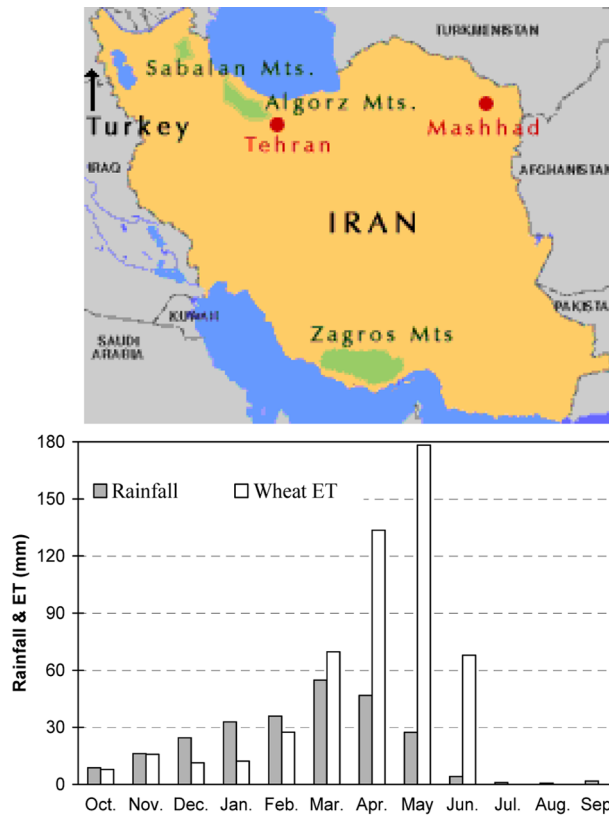 TURKMENISTAN
Sabalan Mts.
Algorz Mts.
Turkey
Tehran
Mashhad
IRAQ
AFGHANISTAN
IRAN
KUWAIT
PAKISTA
SAUDI
ARABIA
Zagros Mts
180
150
120
90
60
30
0
Rainfall & ET (mm)
Rainfall
Wheat ET
Oct. Nov. Dec. Jan. Feb. Mar. Apr. May Jun. Jul. Aug. Sep